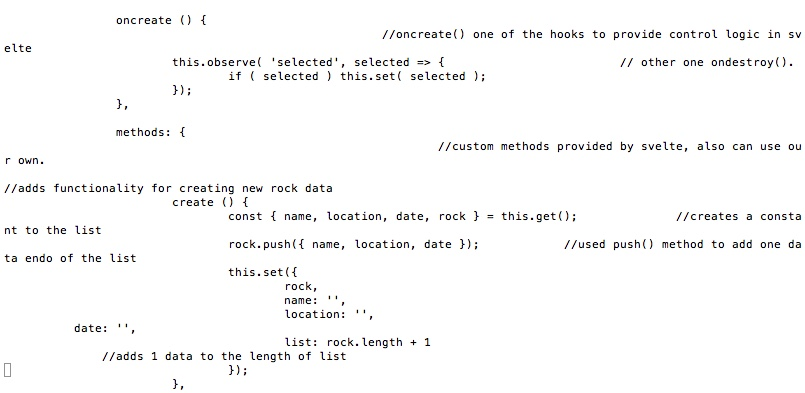 oncreate () {
//oncreate() one of the hooks to provide control logic in sv
elte
this.observe( 'selected', selected => { // other one ondestroy().
if ( selected ) this.set( selected );
});
},
methods: {
//custom methods provided by svelte, also can use ou
r own.
//adds functionality for creating new rock data
create () {
const { name, location, date, rock } = this.get(); //creates a consta
nt to the list
rock.push({ name, location, date }); //used push() method to add one da
ta endo of the list
this.set({
rock,
name: '',
location: '',
date: '',
list: rock.length + 1
//adds 1 data to the length of list
});
},